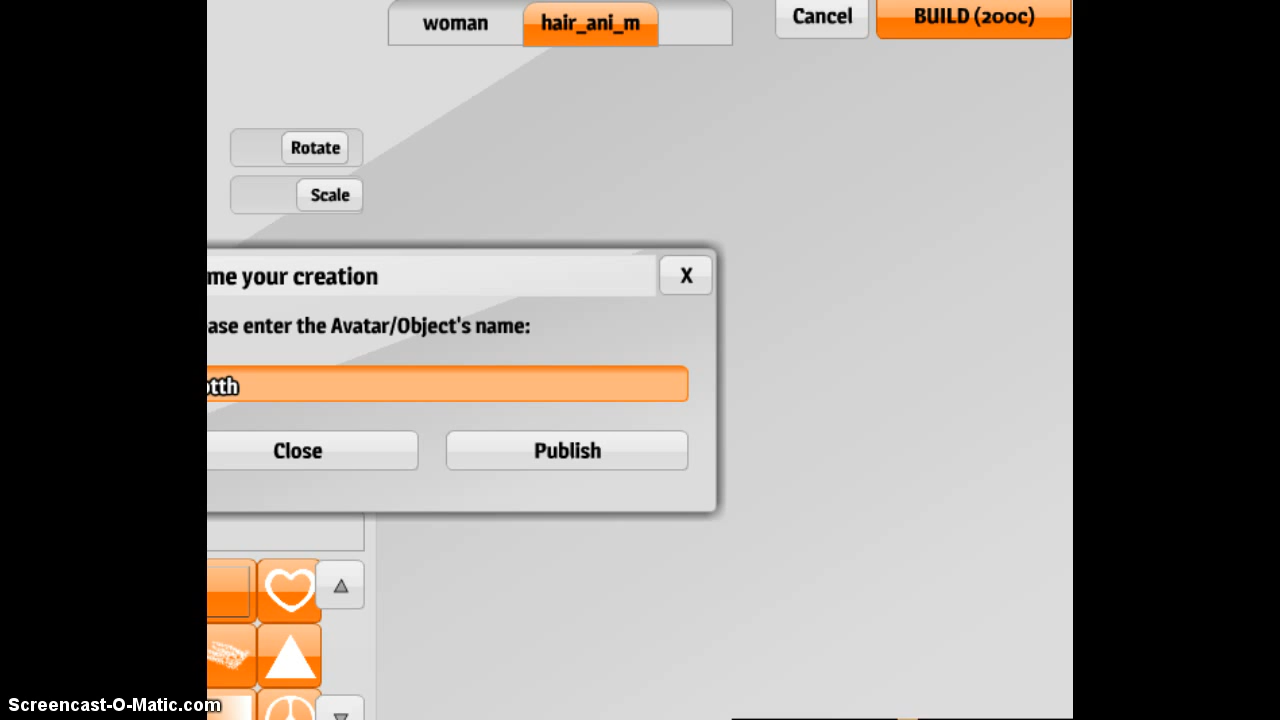 woman
hair_ani_m
Cancel
BUILD (200c)
Rotate
Scale
me your creation
X
ase enter the Avatar/Object's name:
otth
Close
Publish
Screencast-O-Matic.com